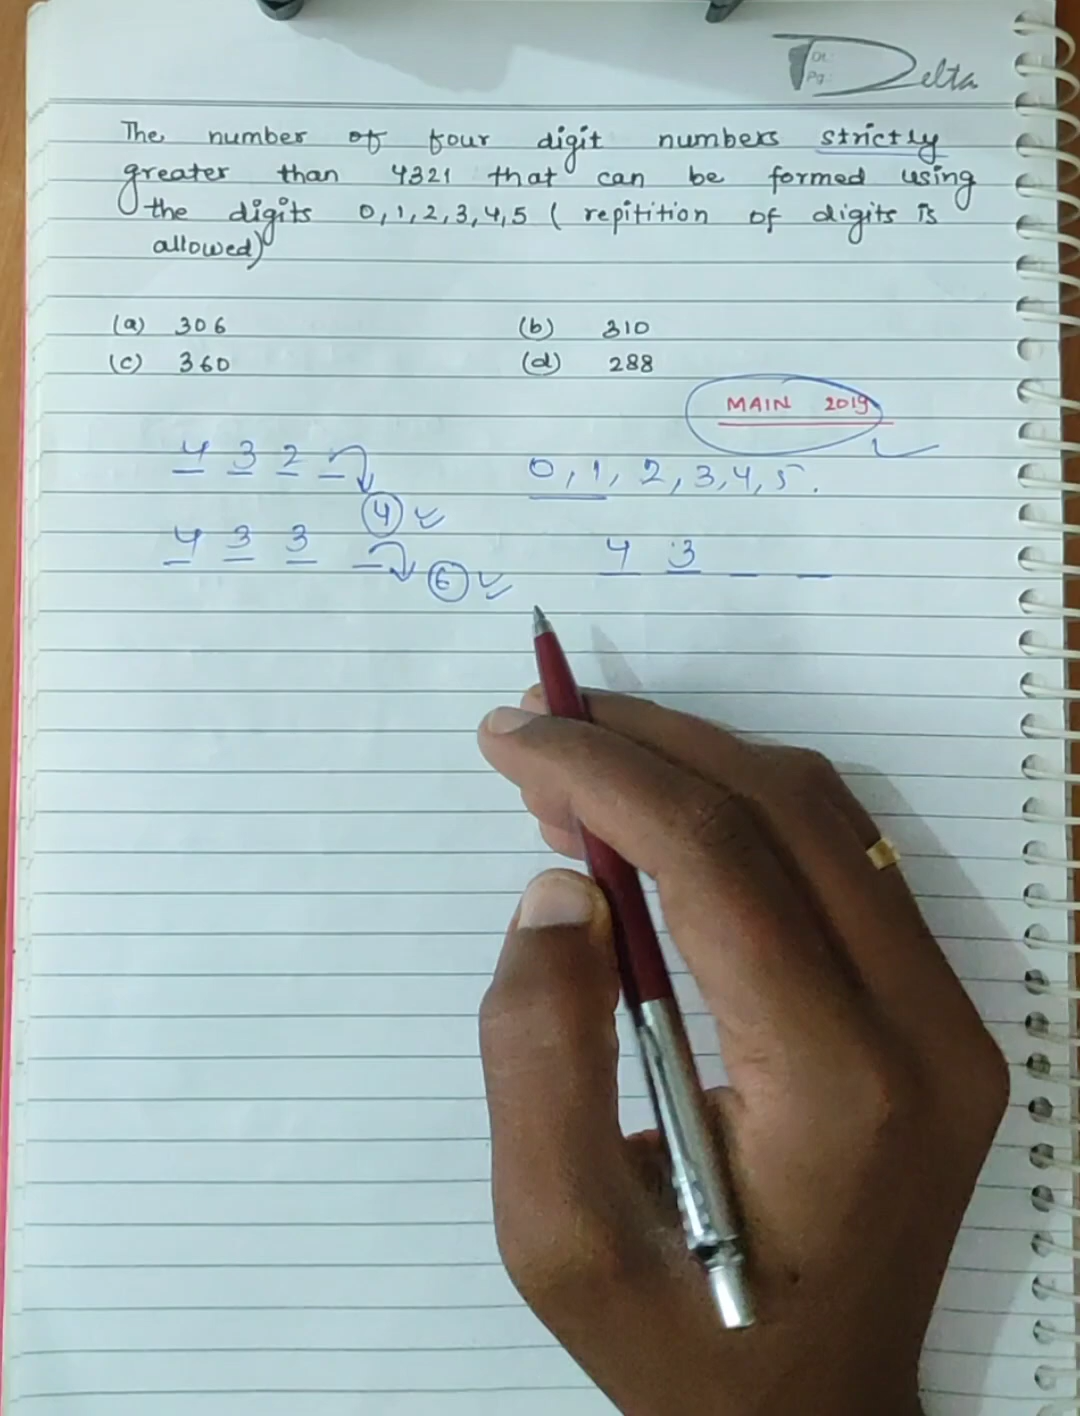 Delta
Dt.:
Pg.:
The number of four digit numbers strictly
greater than 4321 that can be formed using
the digits 0,1,2,3,4,5 ( repitition of digits is
allowed)
(a) 306 (b) 310
(c) 360 (d) 288
MAIN 2019
4 3 2 _ 0, 1, 2, 3, 4, 5.
4
4 3 3 _ 4 3 _ _
6